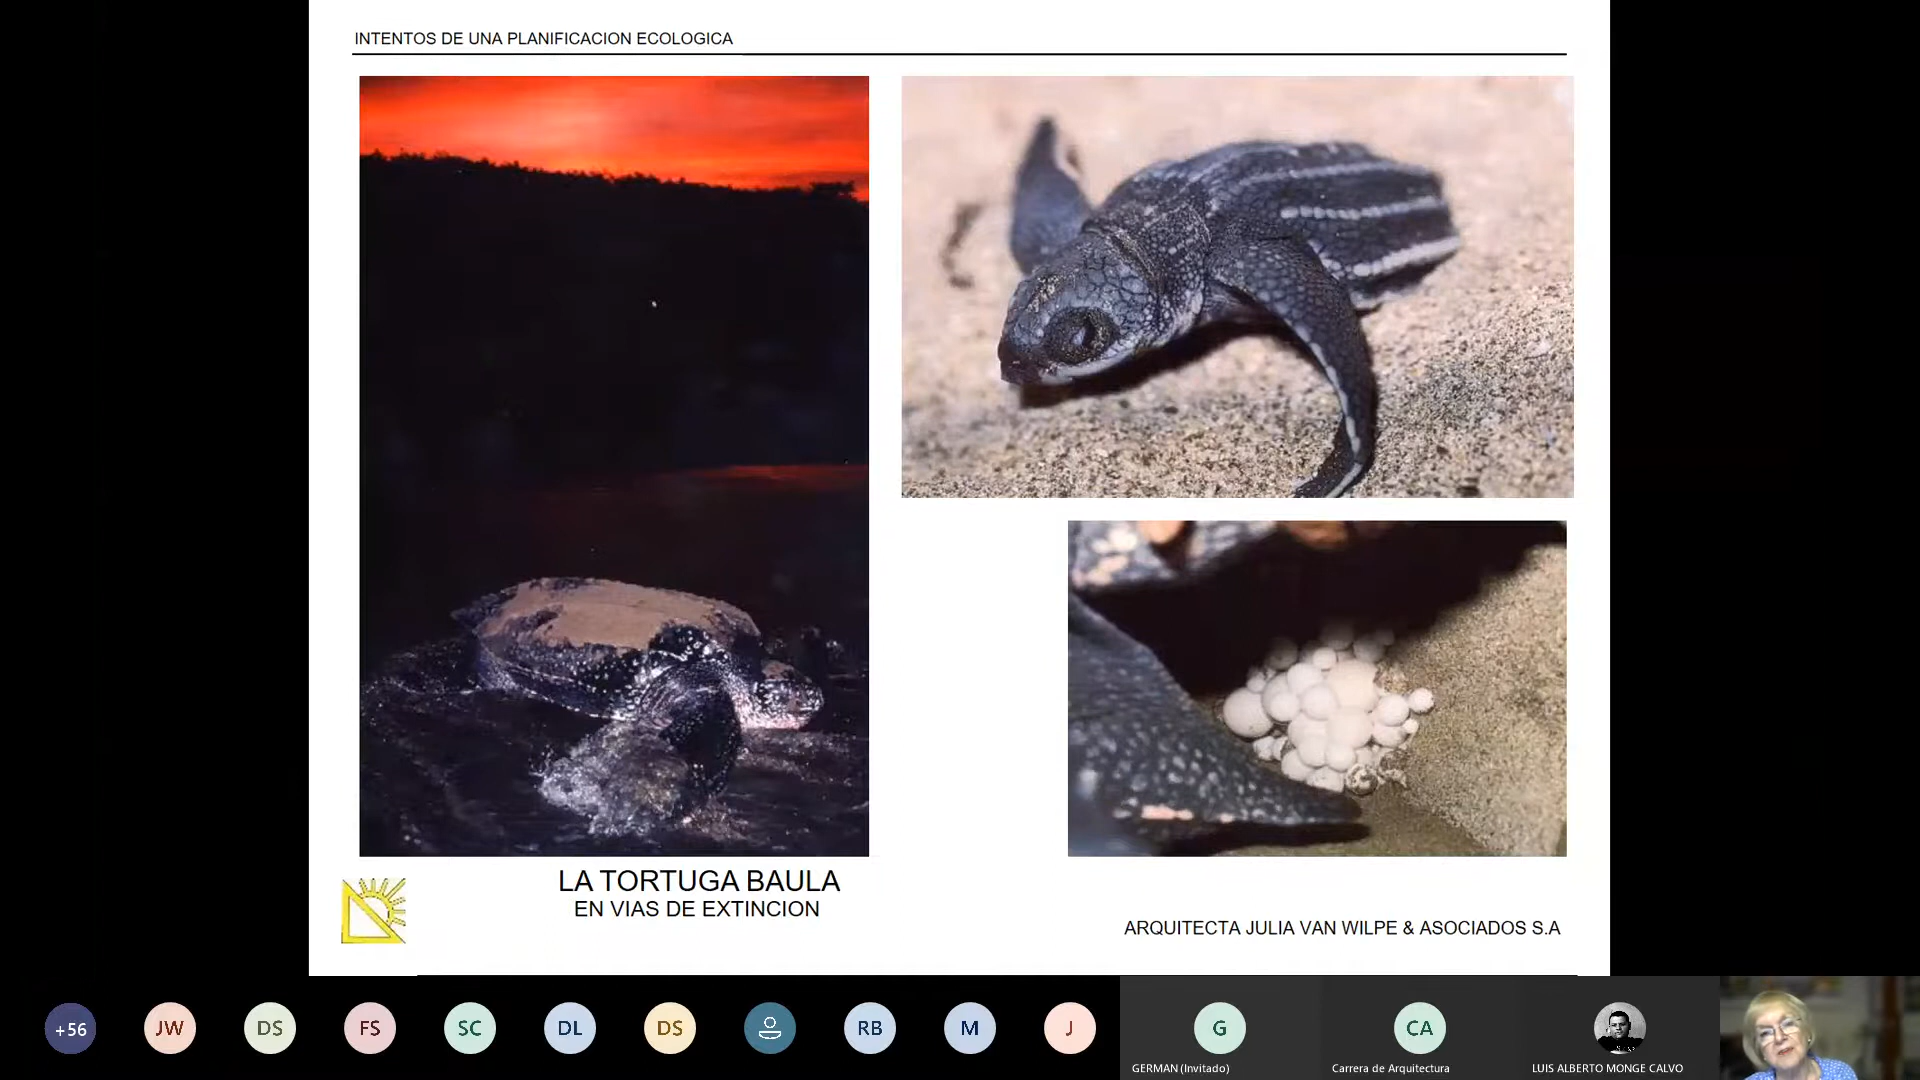 INTENTOS DE UNA PLANIFICACION ECOLOGICA
LA TORTUGA BAULA
EN VIAS DE EXTINCION
ARQUITECTA JULIA VAN WILPE & ASOCIADOS S.A
+56
JW
DS
FS
SC
DL
DS
RB
M
J
G
CA
GERMAN (Invitado)
Carrera de Arquitectura
LUIS ALBERTO MONGE CALVO